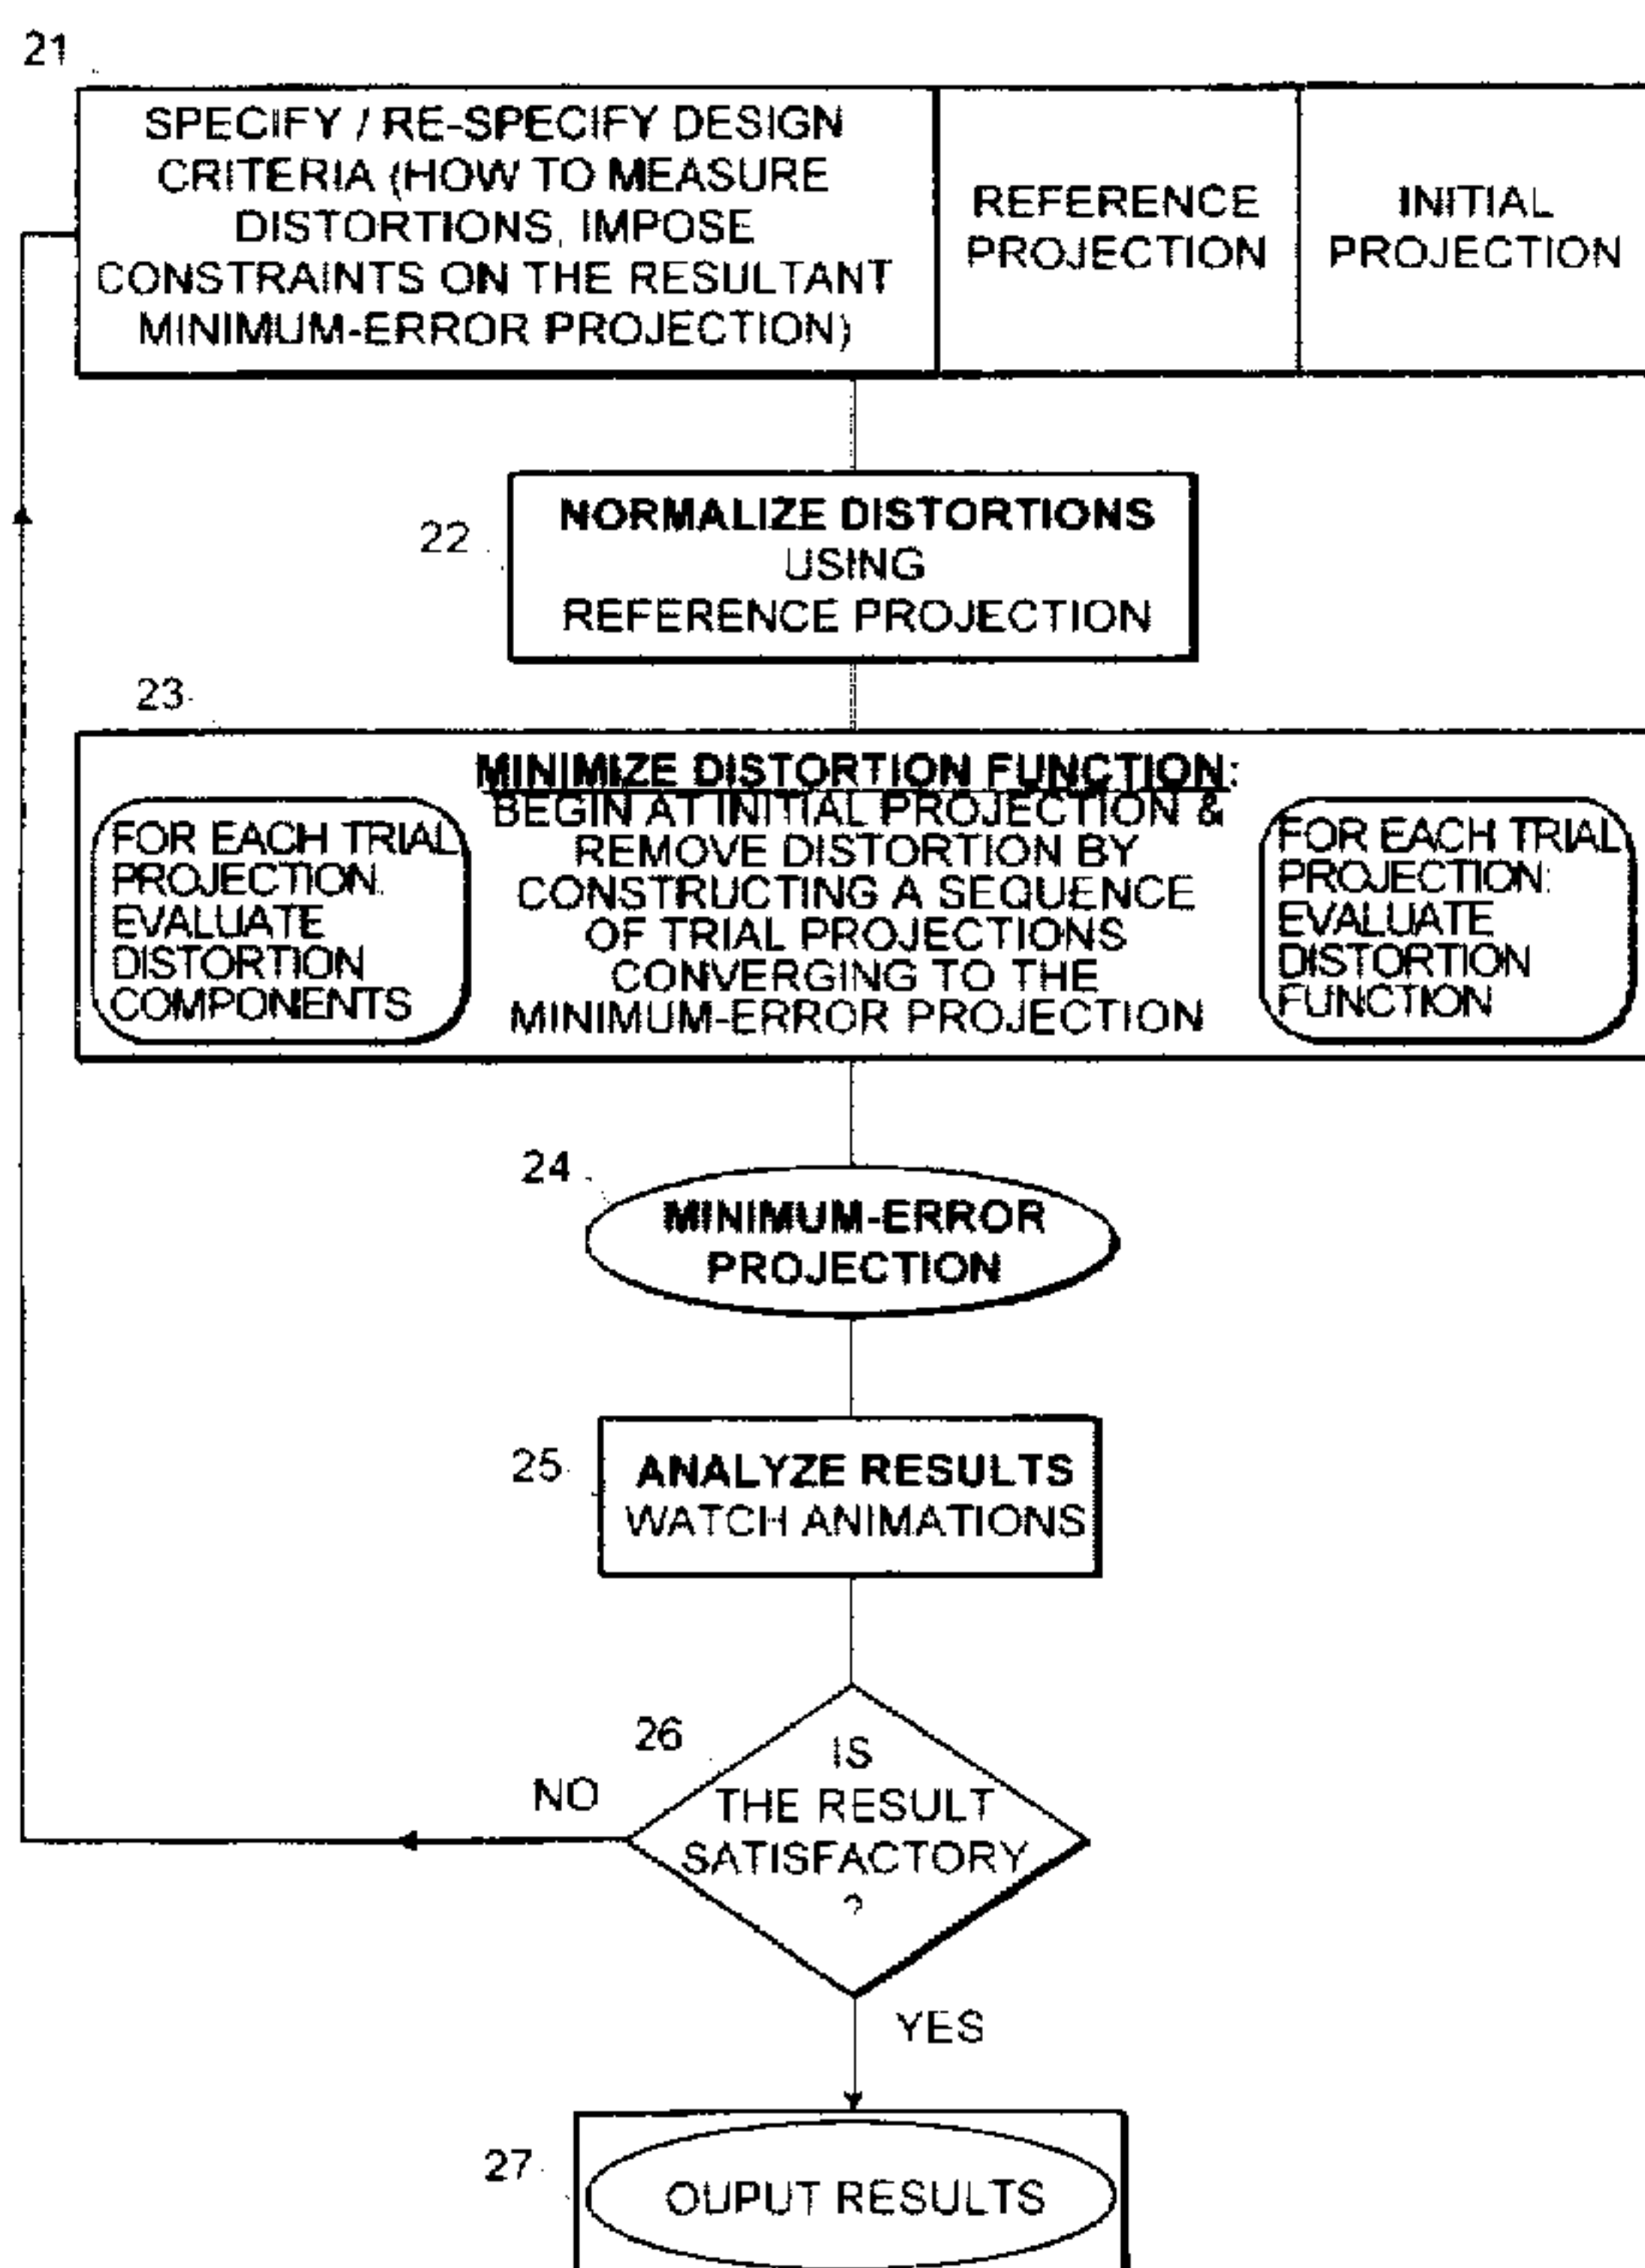 21
SPECIFY / RE-SPECIFY DESIGN
CRITERIA (HOW TO MEASURE
DISTORTIONS, IMPOSE
CONSTRAINTS ON THE RESULTANT
MINIMUM-ERROR PROJECTION)
REFERENCE
PROJECTION
INITIAL
PROJECTION
22
NORMALIZE DISTORTIONS
USING
REFERENCE PROJECTION
23
MINIMIZE DISTORTION FUNCTION:
BEGIN AT INITIAL PROJECTION &
REMOVE DISTORTION BY
CONSTRUCTING A SEQUENCE
OF TRIAL PROJECTIONS
CONVERGING TO THE
MINIMUM-ERROR PROJECTION
FOR EACH TRIAL
PROJECTION:
EVALUATE
DISTORTION
COMPONENTS
FOR EACH TRIAL
PROJECTION:
EVALUATE
DISTORTION
FUNCTION
24
MINIMUM-ERROR
PROJECTION
25
ANALYZE RESULTS
WATCH ANIMATIONS
26
IS
THE RESULT
SATISFACTORY
?
NO
YES
27
OUPUT RESULTS